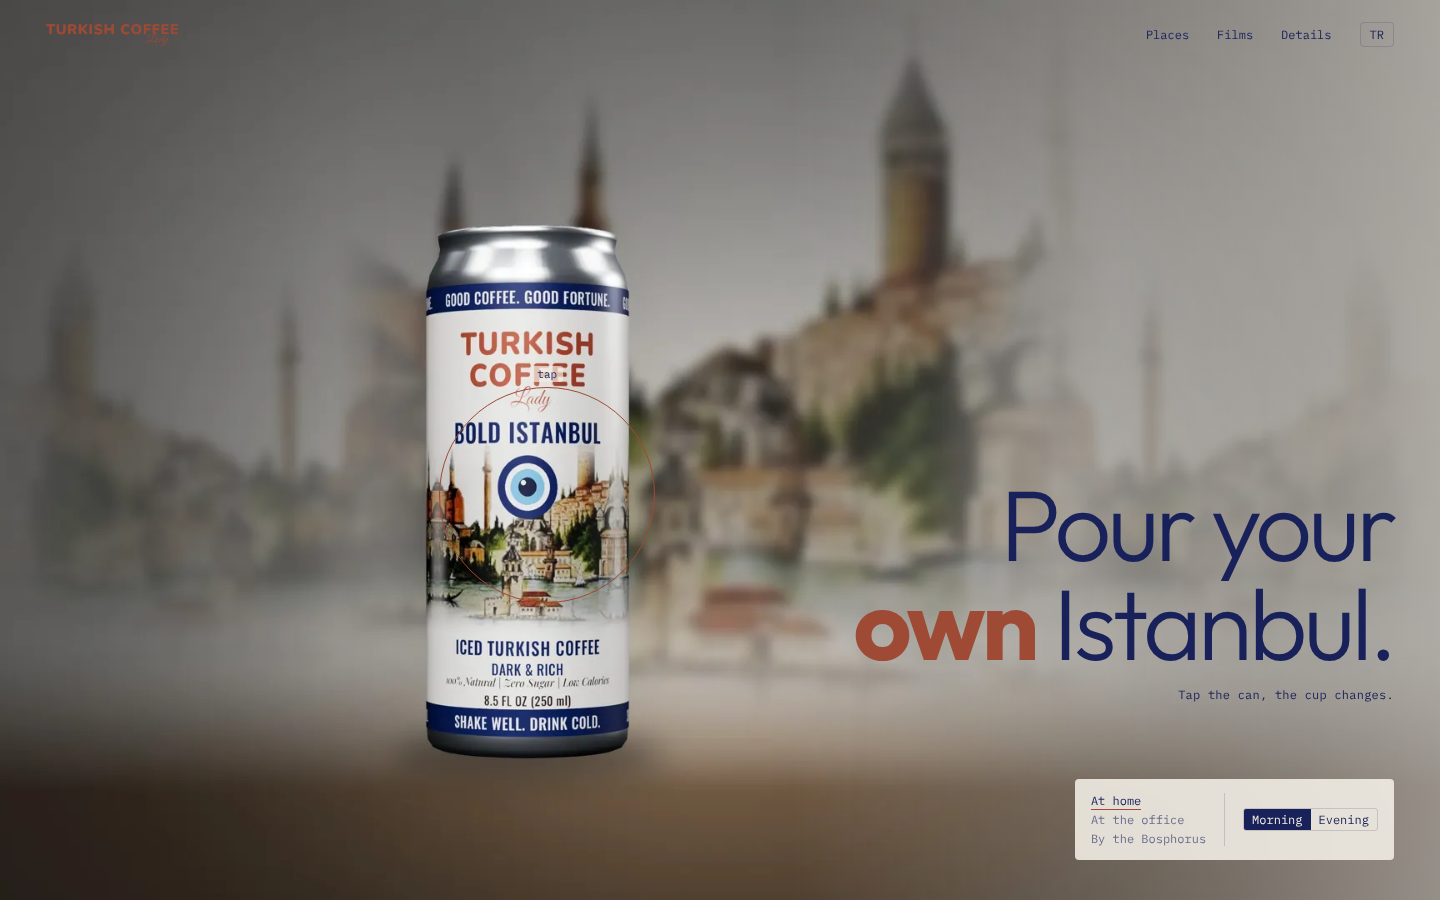 TURKISH COFFEE
Lady
Places Films Details TR
GOOD COFFEE. GOOD FORTUNE.
TURKISH
COFFEE
tap
Lady
BOLD ISTANBUL
ICED TURKISH COFFEE
DARK & RICH
100% Natural | Zero Sugar | Low Calories
8.5 FL OZ (250 ml)
SHAKE WELL. DRINK COLD.
Pour your
own Istanbul.
Tap the can, the cup changes.
At home
At the office
By the Bosphorus
Morning Evening